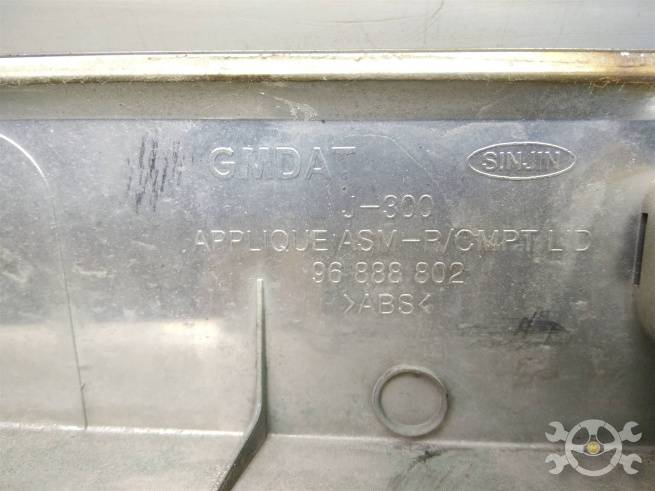 GMDAT SINJIN
J-300
APPLIQUE ASM-R/CMPT LID
96 888 802
>ABS<